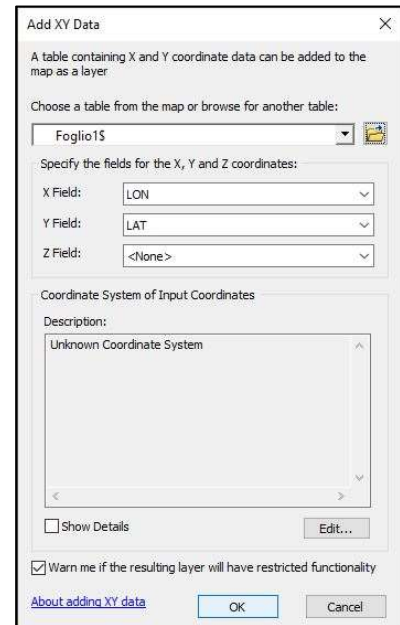 Add XY Data
A table containing X and Y coordinate data can be added to the
map as a layer
Choose a table from the map or browse for another table:
Foglio1$
Specify the fields for the X, Y and Z coordinates:
X Field: LON
Y Field: LAT
Z Field: <None>
Coordinate System of Input Coordinates
Description:
Unknown Coordinate System
Show Details Edit...
Warn me if the resulting layer will have restricted functionality
About adding XY data OK Cancel